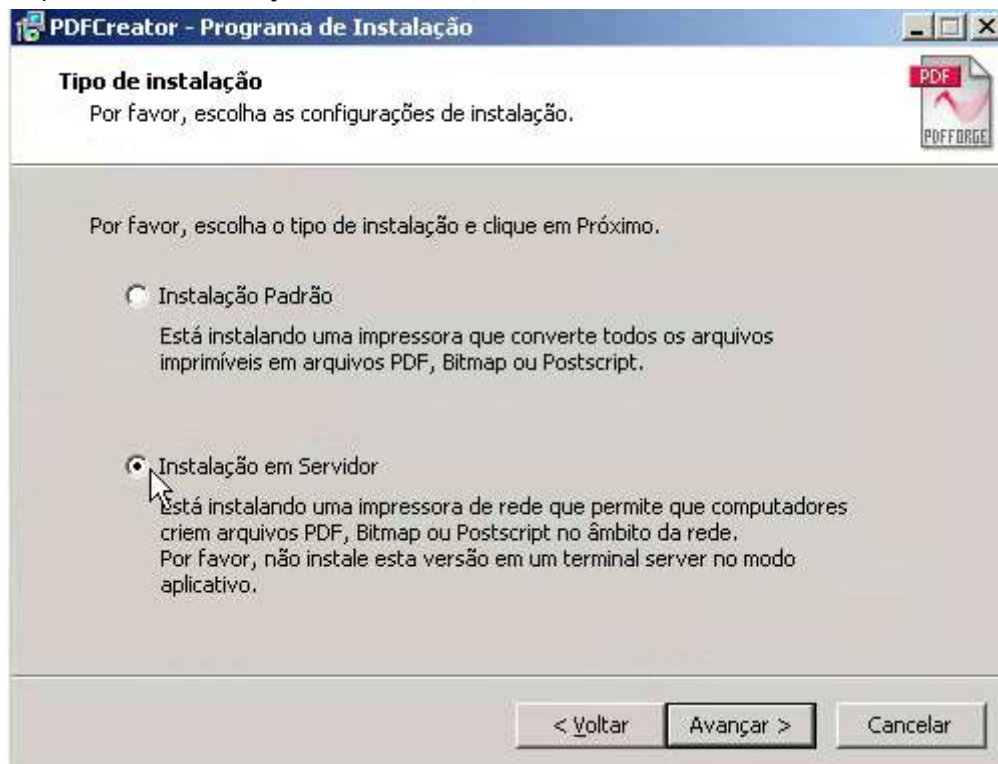 PDFCreator - Programa de Instalação
Tipo de instalação
Por favor, escolha as configurações de instalação.
PDF
PDFFORGE
Por favor, escolha o tipo de instalação e clique em Próximo.
Instalação Padrão
Está instalando uma impressora que converte todos os arquivos
imprimíveis em arquivos PDF, Bitmap ou Postscript.
Instalação em Servidor
Está instalando uma impressora de rede que permite que computadores
criem arquivos PDF, Bitmap ou Postscript no âmbito da rede.
Por favor, não instale esta versão em um terminal server no modo
aplicativo.
< Voltar
Avançar >
Cancelar